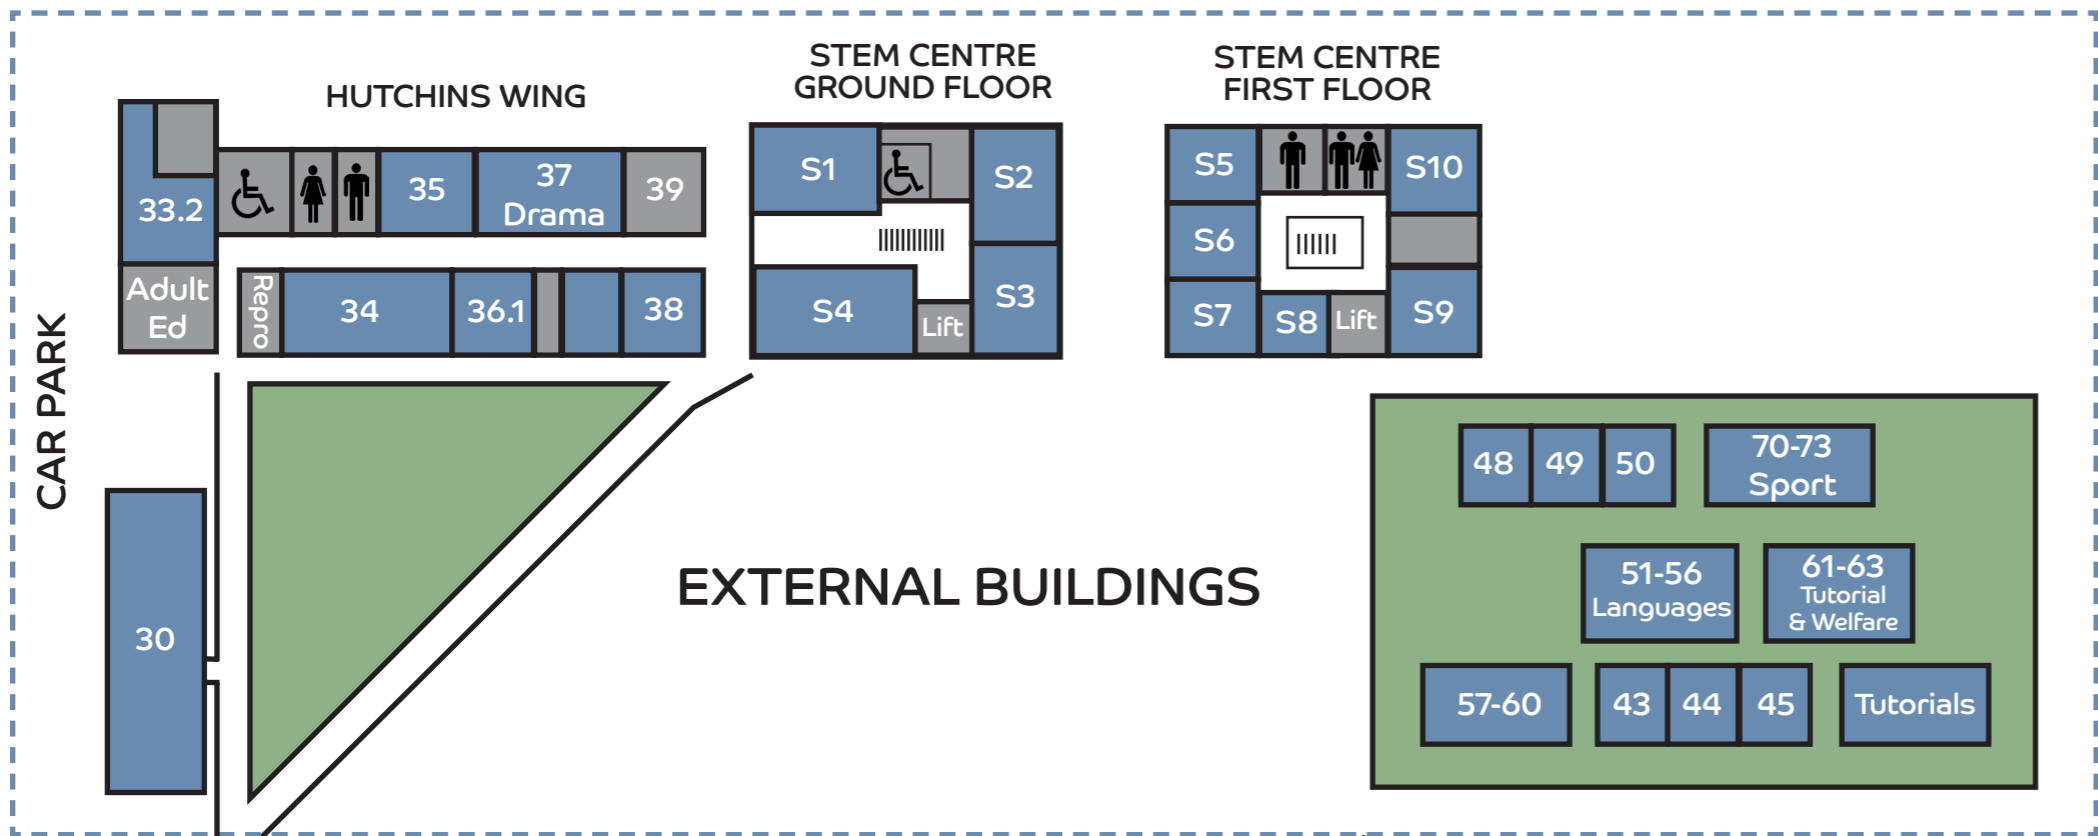 STEM CENTRE
GROUND FLOOR
STEM CENTRE
FIRST FLOOR
HUTCHINS WING
33.2
35
37
Drama
39
Adult
Ed
Repro
34
36.1
38
S1
S2
S3
S4
Lift
S5
S10
S6
S7
S8
Lift
S9
CAR PARK
30
EXTERNAL BUILDINGS
48
49
50
70-73
Sport
51-56
Languages
61-63
Tutorial
& Welfare
57-60
43
44
45
Tutorials